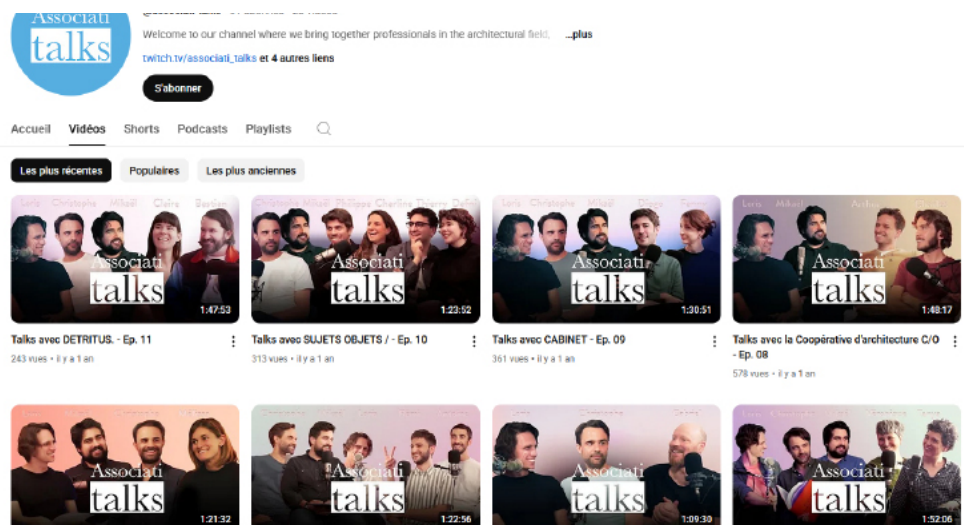 Associati
talks
Welcome to our channel where we bring together professionals in the architectural field, ...plus
twitch.tv/associati_talks et 4 autres liens
S'abonner
Accueil Vidéos Shorts Podcasts Playlists
Les plus récentes Populaires Les plus anciennes
Loris Christophe Mikaël Claire Bastien
Christophe Mikaël Philippe Charline Thierry
Loris Christophe Mikaël
Loris Mikaël
Associati Associati Associati Associati
talks talks talks talks
1:47:53 1:23:52 1:30:51 1:48:17
Talks avec DETRITUS. - Ep. 11
243 vues • il y a 1 an
Talks avec SUJETS OBJETS / - Ep. 10
313 vues • il y a 1 an
Talks avec CABINET - Ep. 09
361 vues • il y a 1 an
Talks avec la Coopérative d'architecture C/O
- Ep. 08
578 vues • il y a 1 an
Associati Associati Associati Associati
talks talks talks talks
1:21:32 1:22:56 1:09:30 1:52:06